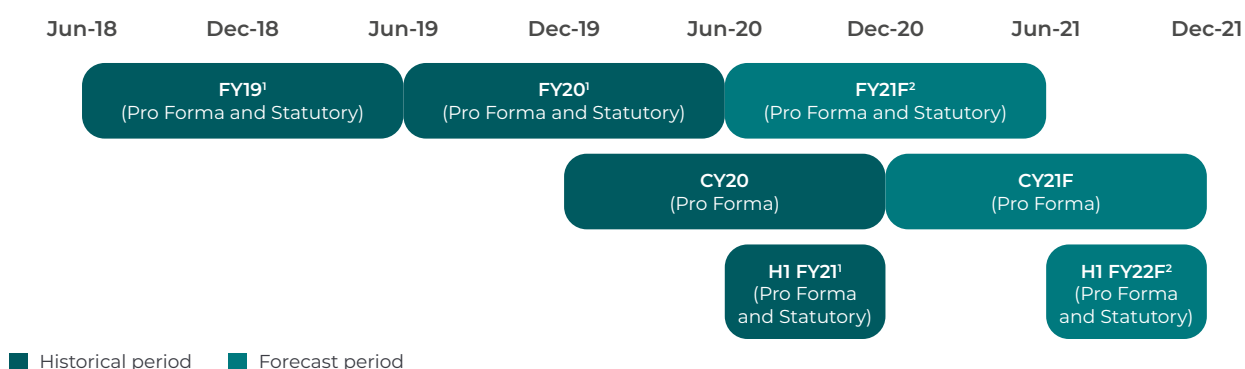 Jun-18 Dec-18 Jun-19 Dec-19 Jun-20 Dec-20 Jun-21 Dec-21
FY19¹ FY20¹ FY21F²
(Pro Forma and Statutory) (Pro Forma and Statutory) (Pro Forma and Statutory)
CY20 CY21F
(Pro Forma) (Pro Forma)
H1 FY21¹ H1 FY22F²
(Pro Forma (Pro Forma
and Statutory) and Statutory)
Historical period Forecast period